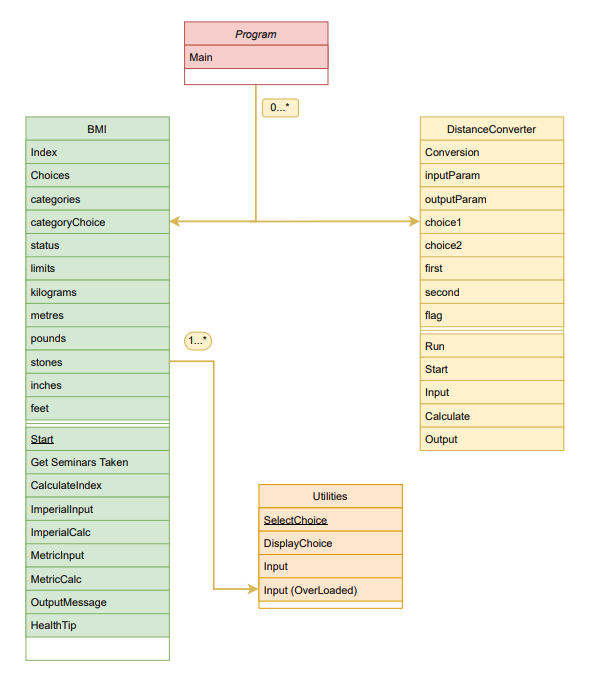 Program
Main
0...*
BMI
Index
Choices
categories
categoryChoice
status
limits
kilograms
metres
pounds
stones
inches
feet
Start
Get Seminars Taken
CalculateIndex
ImperialInput
ImperialCalc
MetricInput
MetricCalc
OutputMessage
HealthTip
1...*
DistanceConverter
Conversion
inputParam
outputParam
choice1
choice2
first
second
flag
Run
Start
Input
Calculate
Output
Utilities
SelectChoice
DisplayChoice
Input
Input (OverLoaded)